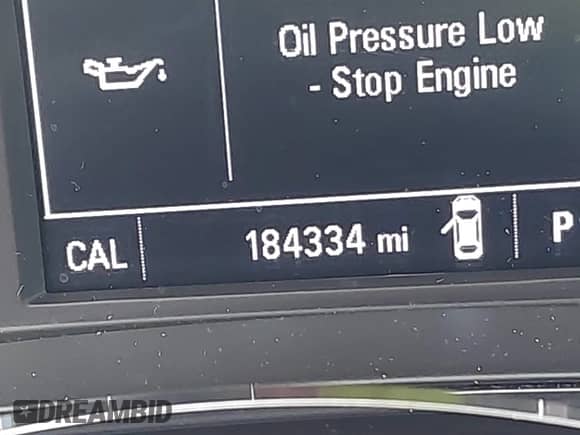 Oil Pressure Low
- Stop Engine
CAL 184334 mi P
DREAMBID